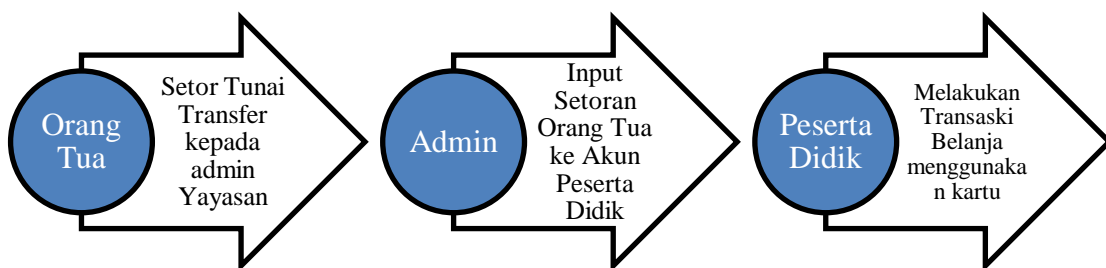 Orang
Tua
Setor Tunai
Transfer
kepada
admin
Yayasan
Admin
Input
Setoran
Orang Tua
ke Akun
Peserta
Didik
Peserta
Didik
Melakukan
Transaski
Belanja
menggunaka
n kartu